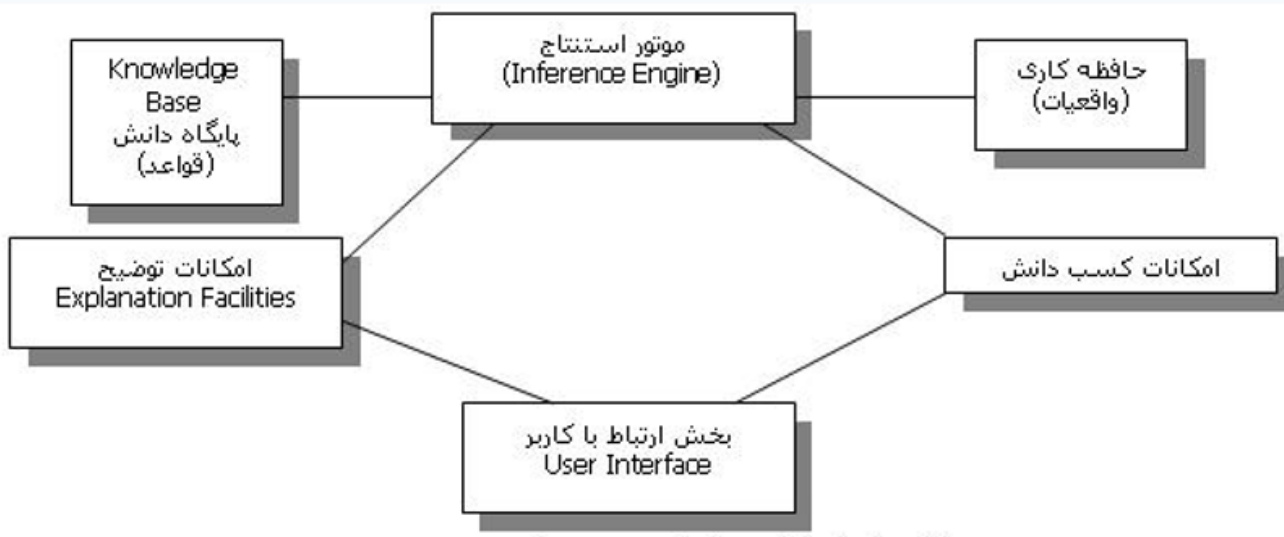 موتور استنتاج
(Inference Engine)
Knowledge
Base
پایگاه دانش
(قواعد)
حافظه کاری
(واقعیات)
امکانات توضیح
Explanation Facilities
امکانات کسب دانش
بخش ارتباط با کاربر
User Interface